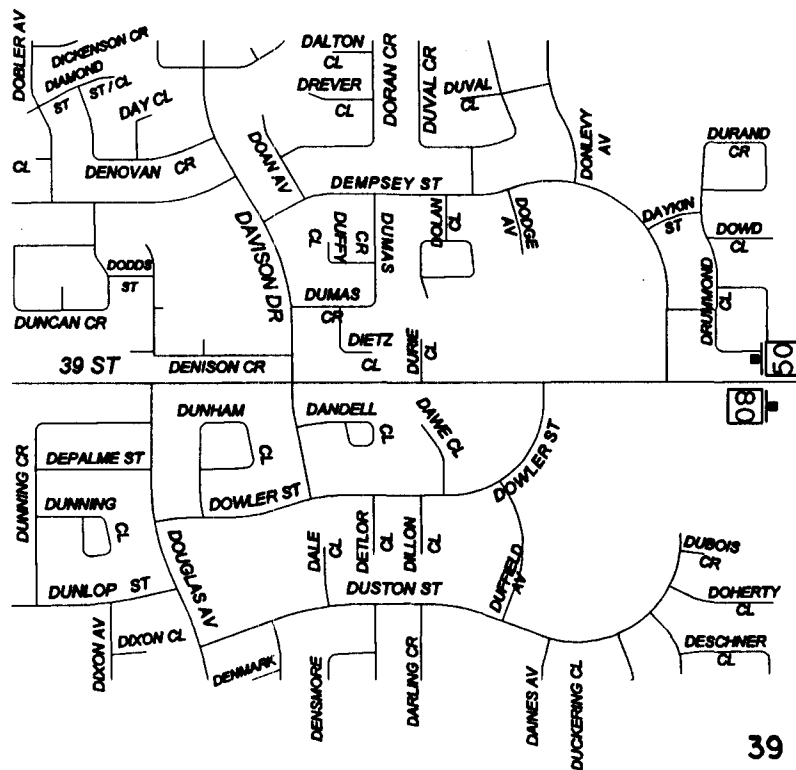 DOBLER AV
DICKENSON CR
DIAMOND
ST
ST / CL
DAY CL
CL
DENOVAN CR
DALTON
CL
DREVER
CL
DORAN CR
DUVAL CR
DUVAL
CL
DOAN AV
DEMPSEY ST
DONLEVY
AV
DURAND
CR
DAYKIN
ST
DOWD
CL
DAVISON DR
DUFFY
CL
DUMAS
CR
DOLAN
CL
DODGE
AV
DODDS
ST
DUNCAN CR
DUMAS
CR
DIETZ
CL
DURIE
CL
DRUMMOND
CL
39 ST
DENISON CR
50
80
DUNNING CR
DUNHAM
CL
DANDELL
CL
DAWE CL
DEPALME ST
DOWLER ST
DOWLER ST
DUNNING
CL
DALE
CL
DETLOR
CL
DILLON
CL
DUFFIELD
AV
DUNLOP ST
DOUGLAS AV
DUSTON ST
DUBOIS
CR
DOHERTY
CL
DIXON AV
DIXON CL
DENMARK
DENSMORE
DARLING CR
DAINES AV
DUCKERING CL
DESCHNER
CL
39